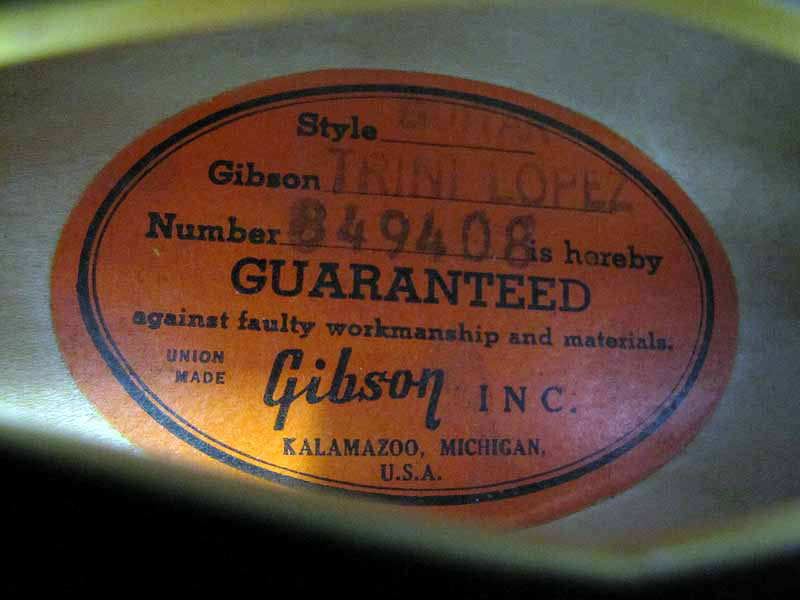 Style GUITAR
Gibson TRINI LOPEZ
Number 849408 is hereby
GUARANTEED
against faulty workmanship and materials.
UNION
MADE
Gibson INC.
KALAMAZOO, MICHIGAN,
U.S.A.